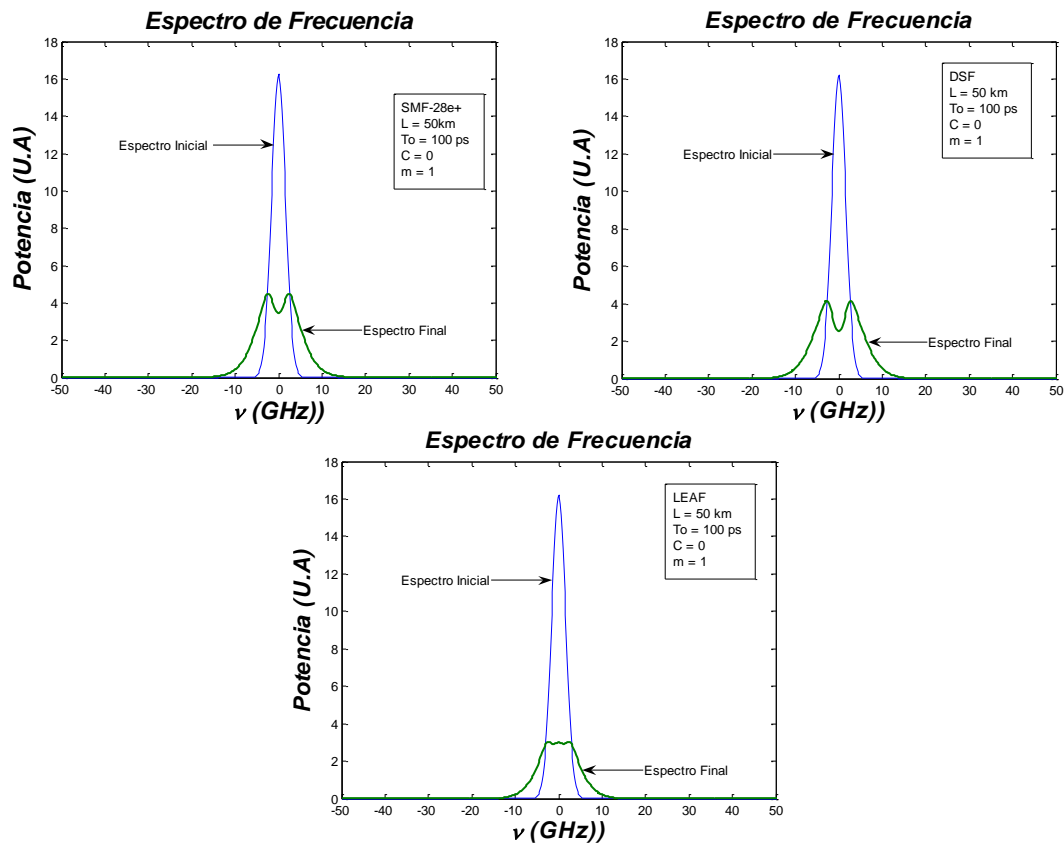 Espectro de Frecuencia
Potencia (U.A)
18
16
14
12
10
8
6
4
2
0
SMF-28e+
L = 50km
To = 100 ps
C = 0
m = 1
Espectro Inicial
Espectro Final
-50 -40 -30 -20 -10 0 10 20 30 40 50
ν (GHz))
Espectro de Frecuencia
Potencia (U.A)
18
16
14
12
10
8
6
4
2
0
DSF
L = 50 km
To = 100 ps
C = 0
m = 1
Espectro Inicial
Espectro Final
-50 -40 -30 -20 -10 0 10 20 30 40 50
ν (GHz))
Espectro de Frecuencia
Potencia (U.A)
18
16
14
12
10
8
6
4
2
0
LEAF
L = 50 km
To = 100 ps
C = 0
m = 1
Espectro Inicial
Espectro Final
-50 -40 -30 -20 -10 0 10 20 30 40 50
ν (GHz))